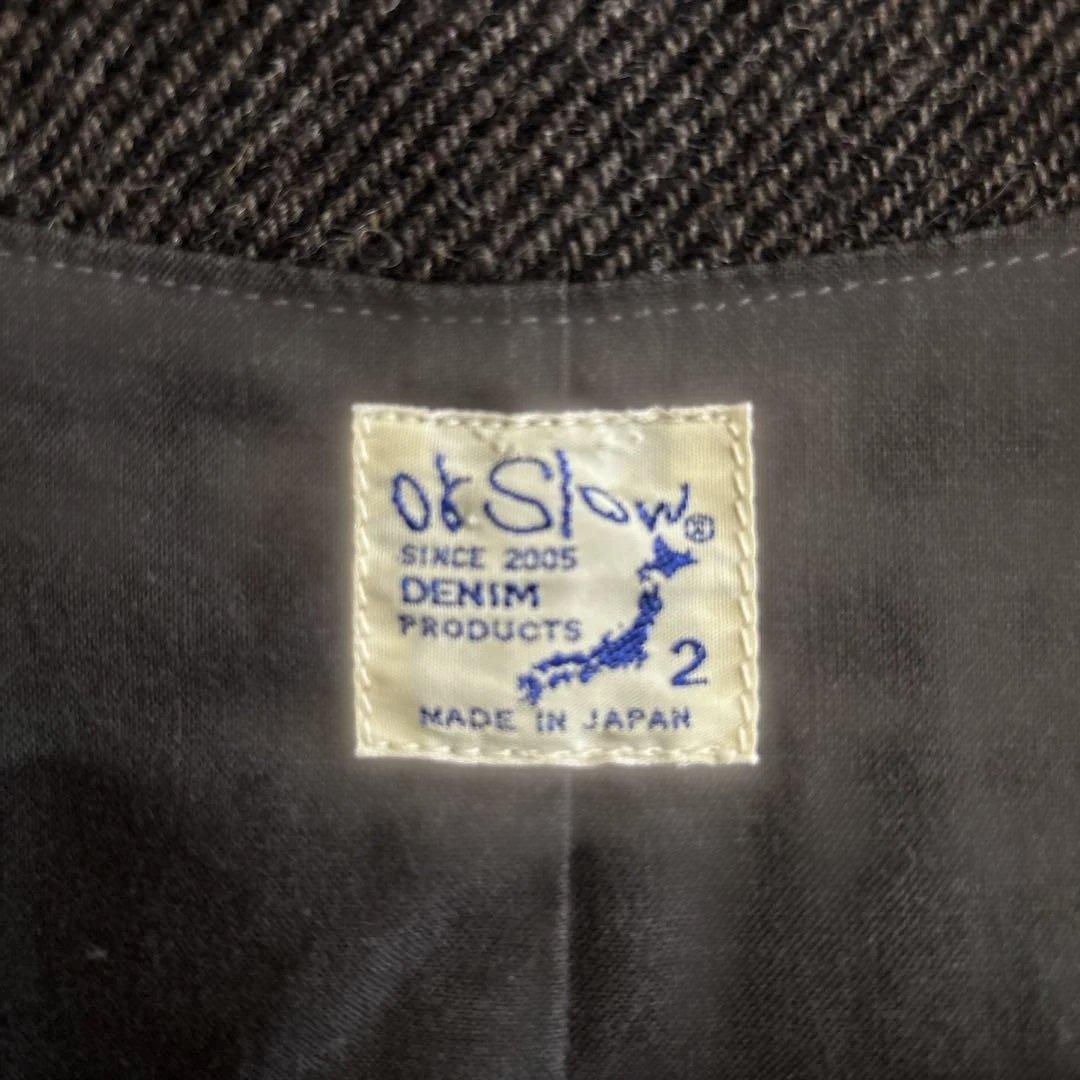 orSlow®
SINCE 2005
DENIM
PRODUCTS
2
MADE IN JAPAN